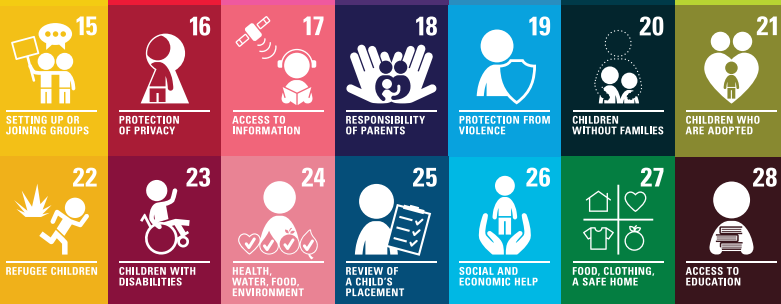 15
SETTING UP OR
JOINING GROUPS
16
PROTECTION
OF PRIVACY
17
ACCESS TO
INFORMATION
18
RESPONSIBILITY
OF PARENTS
19
PROTECTION FROM
VIOLENCE
20
CHILDREN
WITHOUT FAMILIES
21
CHILDREN WHO
ARE ADOPTED
22
REFUGEE CHILDREN
23
CHILDREN WITH
DISABILITIES
24
HEALTH,
WATER, FOOD,
ENVIRONMENT
25
REVIEW OF
A CHILD'S
PLACEMENT
26
SOCIAL AND
ECONOMIC HELP
27
FOOD, CLOTHING,
A SAFE HOME
28
ACCESS TO
EDUCATION